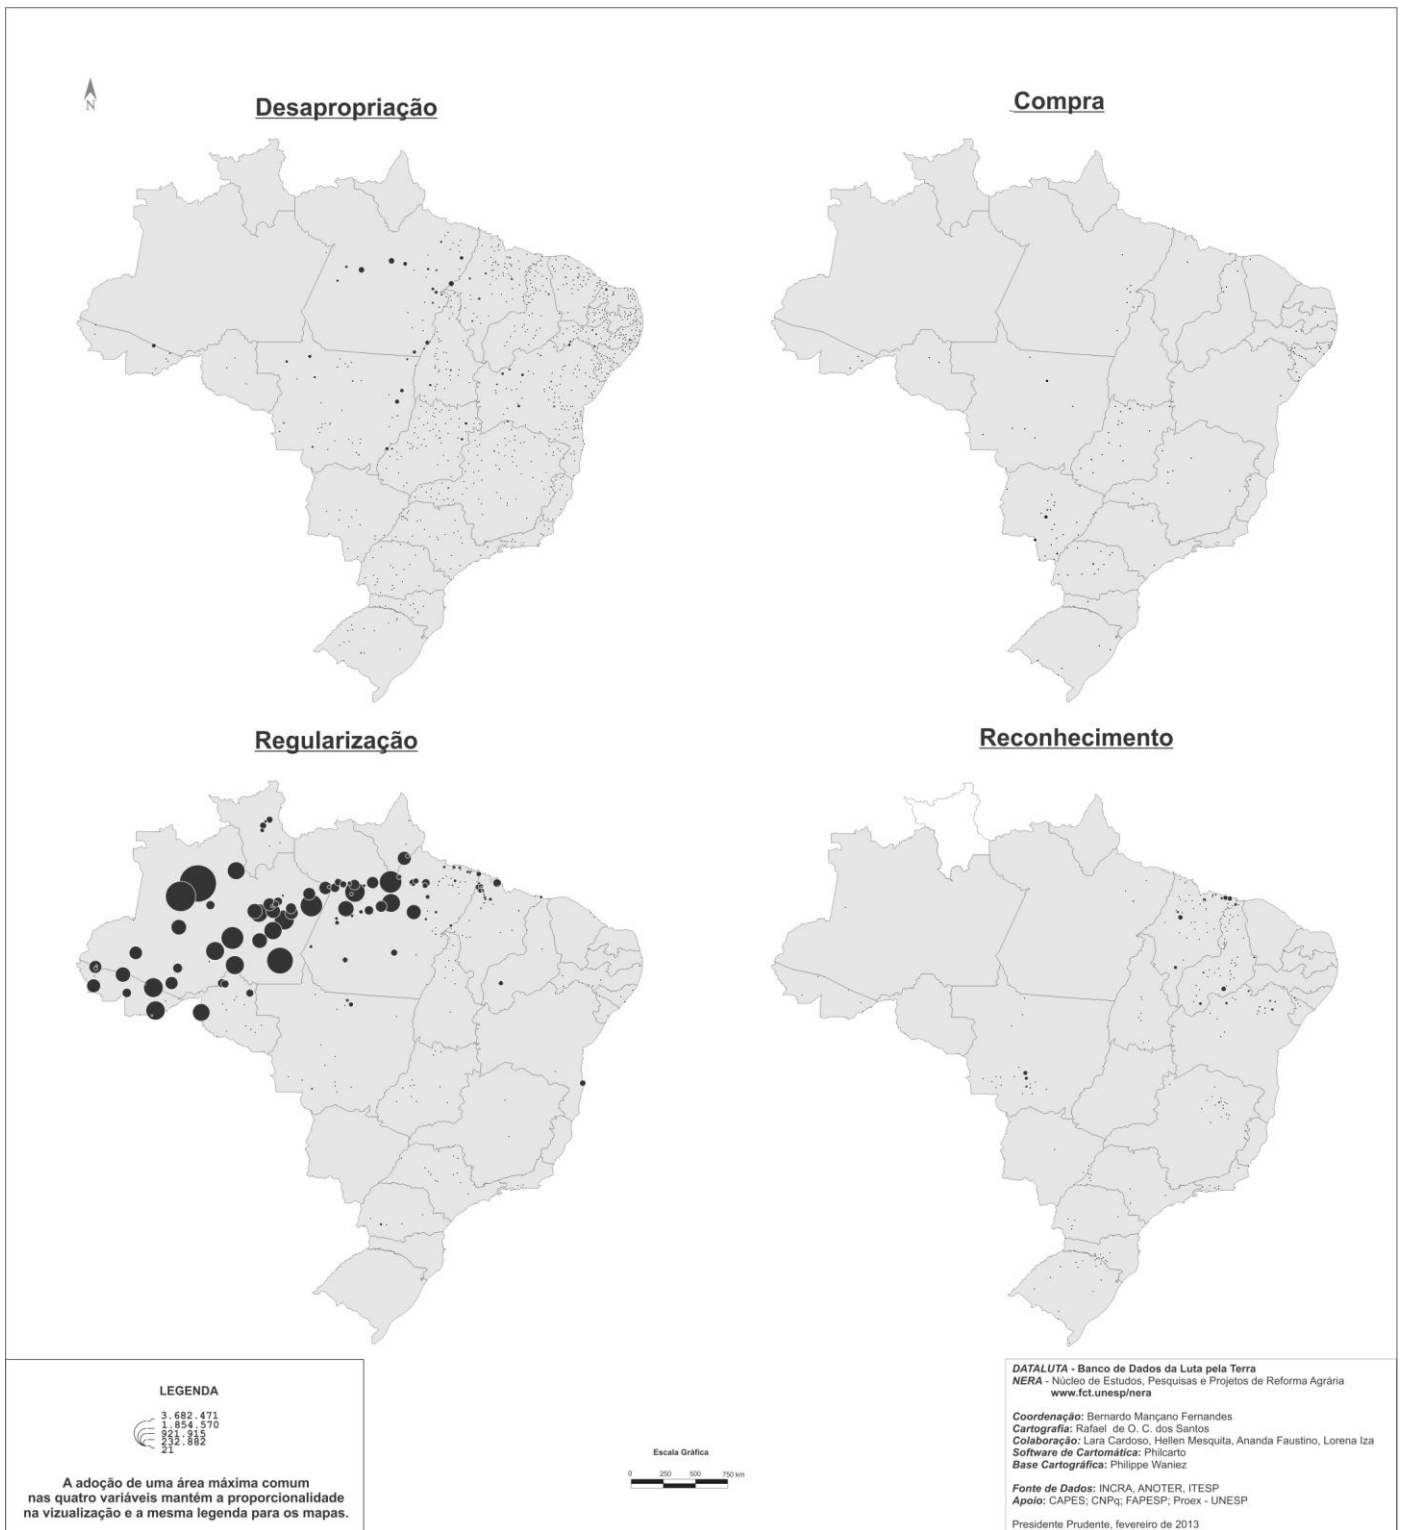 N
Desapropriação
Compra
Regularização
Reconhecimento
LEGENDA
3.682.471
1.854.570
921.915
232.882
21
A adoção de uma área máxima comum
nas quatro variáveis mantém a proporcionalidade
na vizualização e a mesma legenda para os mapas.
Escala Gráfica
0 250 500 750 km
DATALUTA - Banco de Dados da Luta pela Terra
NERA - Núcleo de Estudos, Pesquisas e Projetos de Reforma Agrária
www.fct.unesp/nera
Coordenação: Bernardo Mançano Fernandes
Cartografia: Rafael de O. C. dos Santos
Colaboração: Lara Cardoso, Hellen Mesquita, Ananda Faustino, Lorena Iza
Software de Cartomática: Philcarto
Base Cartográfica: Philippe Waniez
Fonte de Dados: INCRA, ANOTER, ITESP
Apoio: CAPES; CNPq; FAPESP; Proex - UNESP
Presidente Prudente, fevereiro de 2013